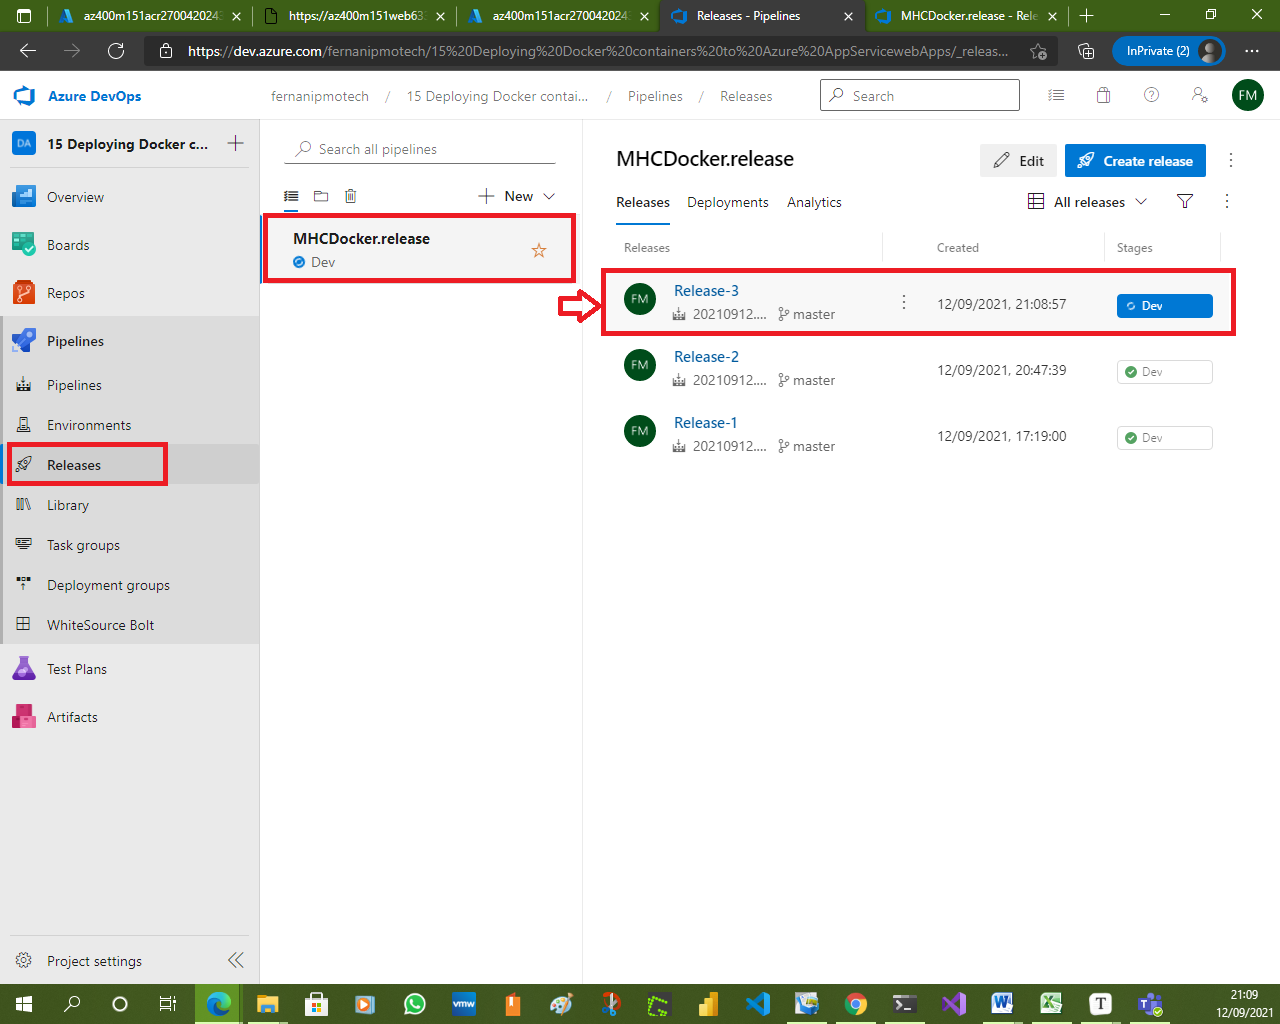 az400m151acr2700420243
https://az400m151web633
az400m151acr270042024
Releases - Pipelines
MHCDocker.release - Rele
https://dev.azure.com/fernanipmotech/15%20Deploying%20Docker%20containers%20to%20Azure%20AppServicewebApps/_releas...
InPrivate (2)
Azure DevOps
fernanipmotech / 15 Deploying Docker contai... / Pipelines / Releases
Search
FM
DA
15 Deploying Docker c...
Overview
Boards
Repos
Pipelines
Pipelines
Environments
Releases
Library
Task groups
Deployment groups
WhiteSource Bolt
Test Plans
Artifacts
Project settings
Search all pipelines
New
MHCDocker.release
Dev
MHCDocker.release
Edit
Create release
Releases
Deployments
Analytics
All releases
Releases
Created
Stages
FM
Release-3
20210912....
master
12/09/2021, 21:08:57
Dev
FM
Release-2
20210912....
master
12/09/2021, 20:47:39
Dev
FM
Release-1
20210912....
master
12/09/2021, 17:19:00
Dev
vmw
21:09
12/09/2021